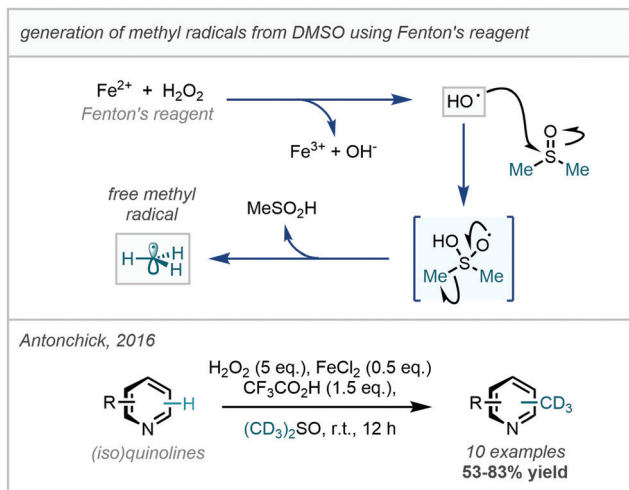 generation of methyl radicals from DMSO using Fenton's reagent
Fe²⁺ + H₂O₂
Fenton's reagent
Fe³⁺ + OH⁻
HO•
O
S
Me Me
free methyl
radical
H H
H
MeSO₂H
HO O•
S
Me Me
Antonchick, 2016
R H
N
(iso)quinolines
H₂O₂ (5 eq.), FeCl₂ (0.5 eq.)
CF₃CO₂H (1.5 eq.),
(CD₃)₂SO, r.t., 12 h
R CD₃
N
10 examples
53-83% yield